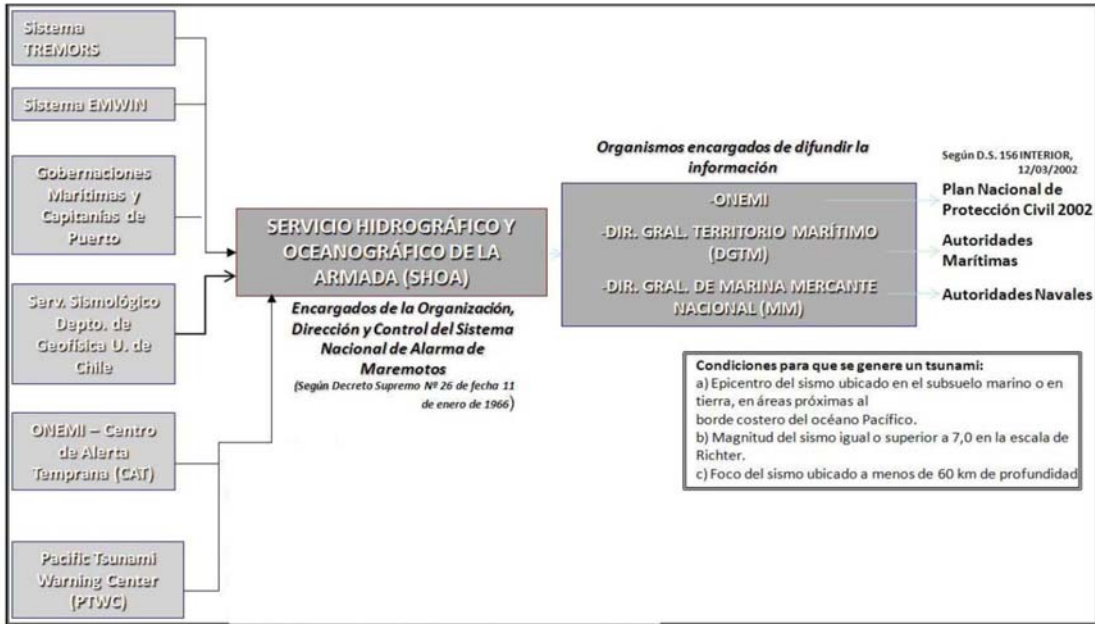 Sistema
TREMORS
Sistema EMWIN
Gobernaciones
Marítimas y
Capitanías de
Puerto
Serv. Sismológico
Depto. de
Geofísica U. de
Chile
ONEMI – Centro
de Alerta
Temprana (CAT)
Pacific Tsunami
Warning Center
(PTWC)
SERVICIO HIDROGRÁFICO Y
OCEANOGRÁFICO DE LA
ARMADA (SHOA)
Encargados de la Organización,
Dirección y Control del Sistema
Nacional de Alarma de
Maremotos
(Según Decreto Supremo Nº 26 de fecha 11
de enero de 1966)
Organismos encargados de difundir la
información
-ONEMI
-DIR. GRAL. TERRITORIO MARÍTIMO
(DGTM)
-DIR. GRAL. DE MARINA MERCANTE
NACIONAL (MM)
Según D.S. 156 INTERIOR,
12/03/2002
Plan Nacional de
Protección Civil 2002
Autoridades
Marítimas
Autoridades Navales
Condiciones para que se genere un tsunami:
a) Epicentro del sismo ubicado en el subsuelo marino o en
tierra, en áreas próximas al
borde costero del océano Pacífico.
b) Magnitud del sismo igual o superior a 7,0 en la escala de
Richter.
c) Foco del sismo ubicado a menos de 60 km de profundidad